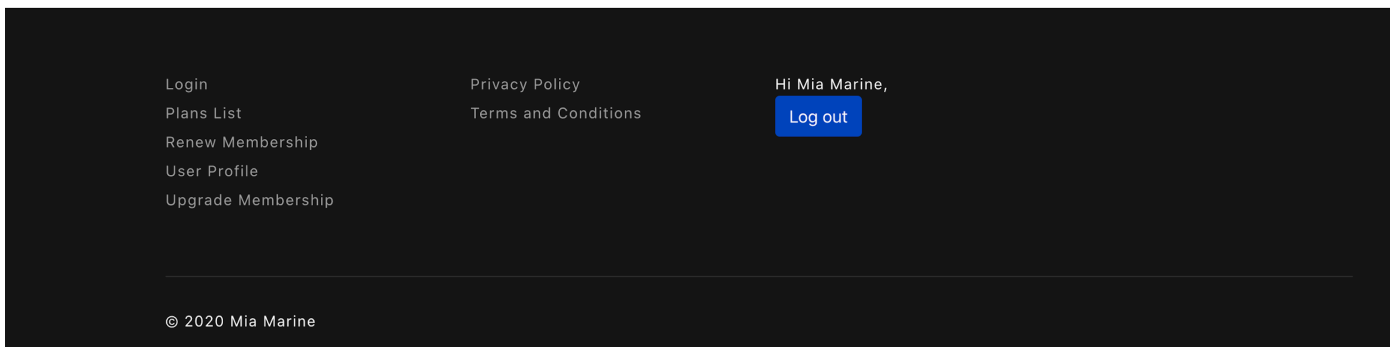 Login
Plans List
Renew Membership
User Profile
Upgrade Membership
Privacy Policy
Terms and Conditions
Hi Mia Marine,
Log out
© 2020 Mia Marine